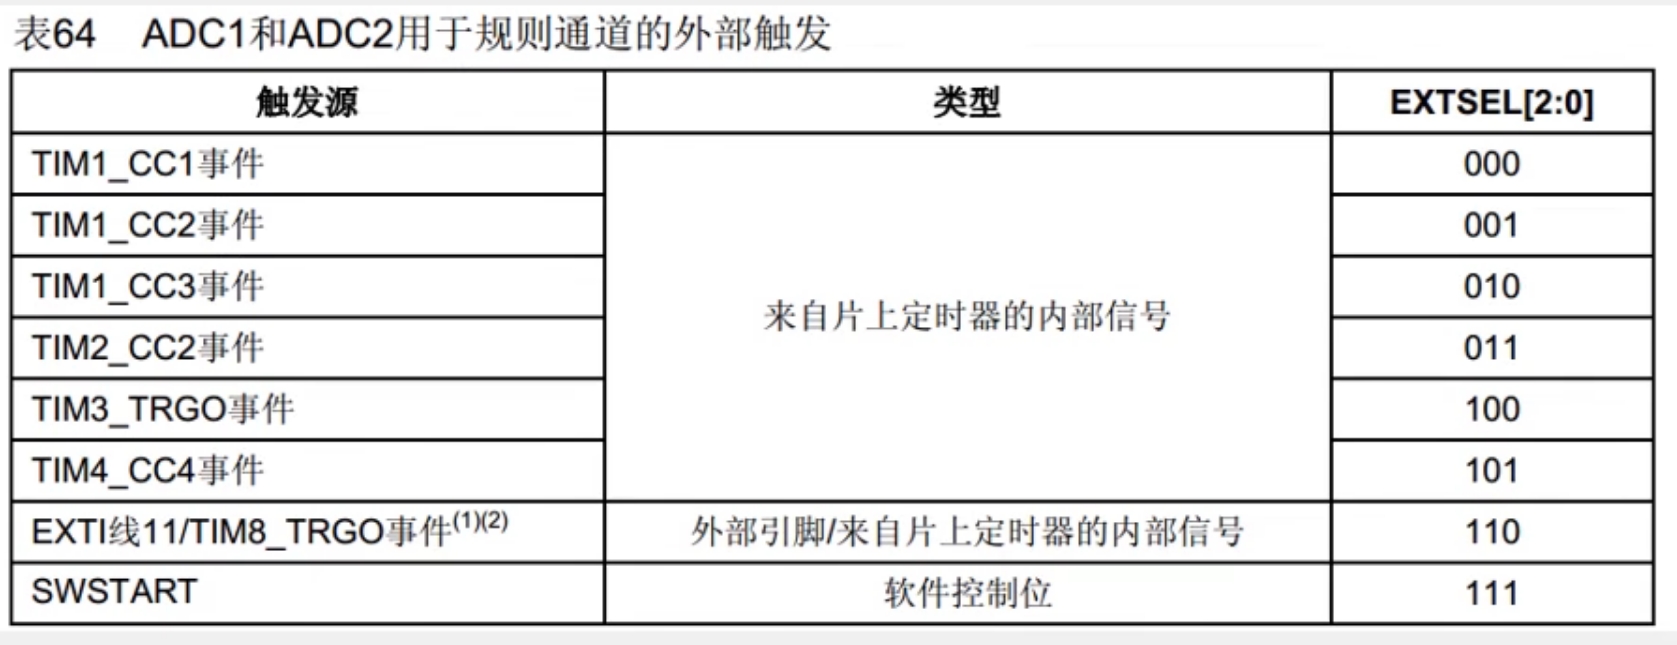 表64 ADC1和ADC2用于规则通道的外部触发
触发源 类型 EXTSEL[2:0]
TIM1_CC1事件 000
TIM1_CC2事件 001
TIM1_CC3事件 010
来自片上定时器的内部信号
TIM2_CC2事件 011
TIM3_TRGO事件 100
TIM4_CC4事件 101
EXTI线11/TIM8_TRGO事件(1)(2) 外部引脚/来自片上定时器的内部信号 110
SWSTART 软件控制位 111